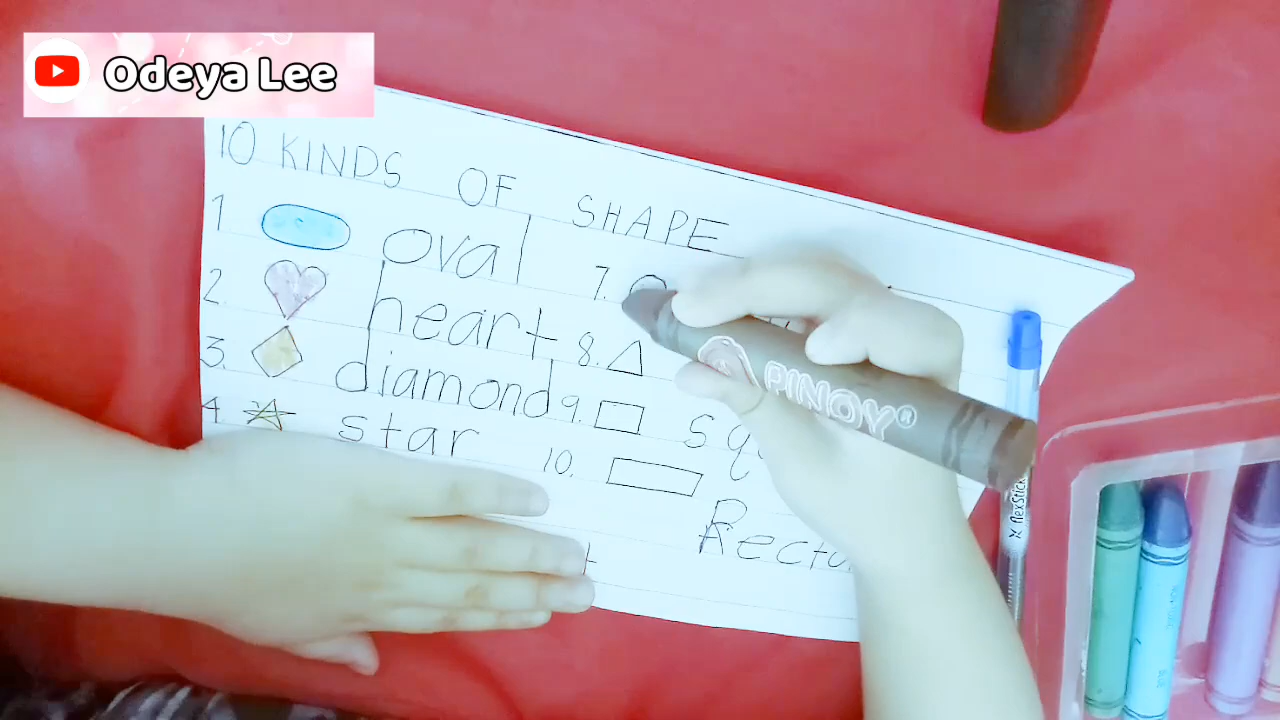 Odeya Lee
10 KINDS OF SHAPE
1 oval
2. heart
3. diamond
4. star
7.
8.
9.
10.
PINOY®
FlexStick